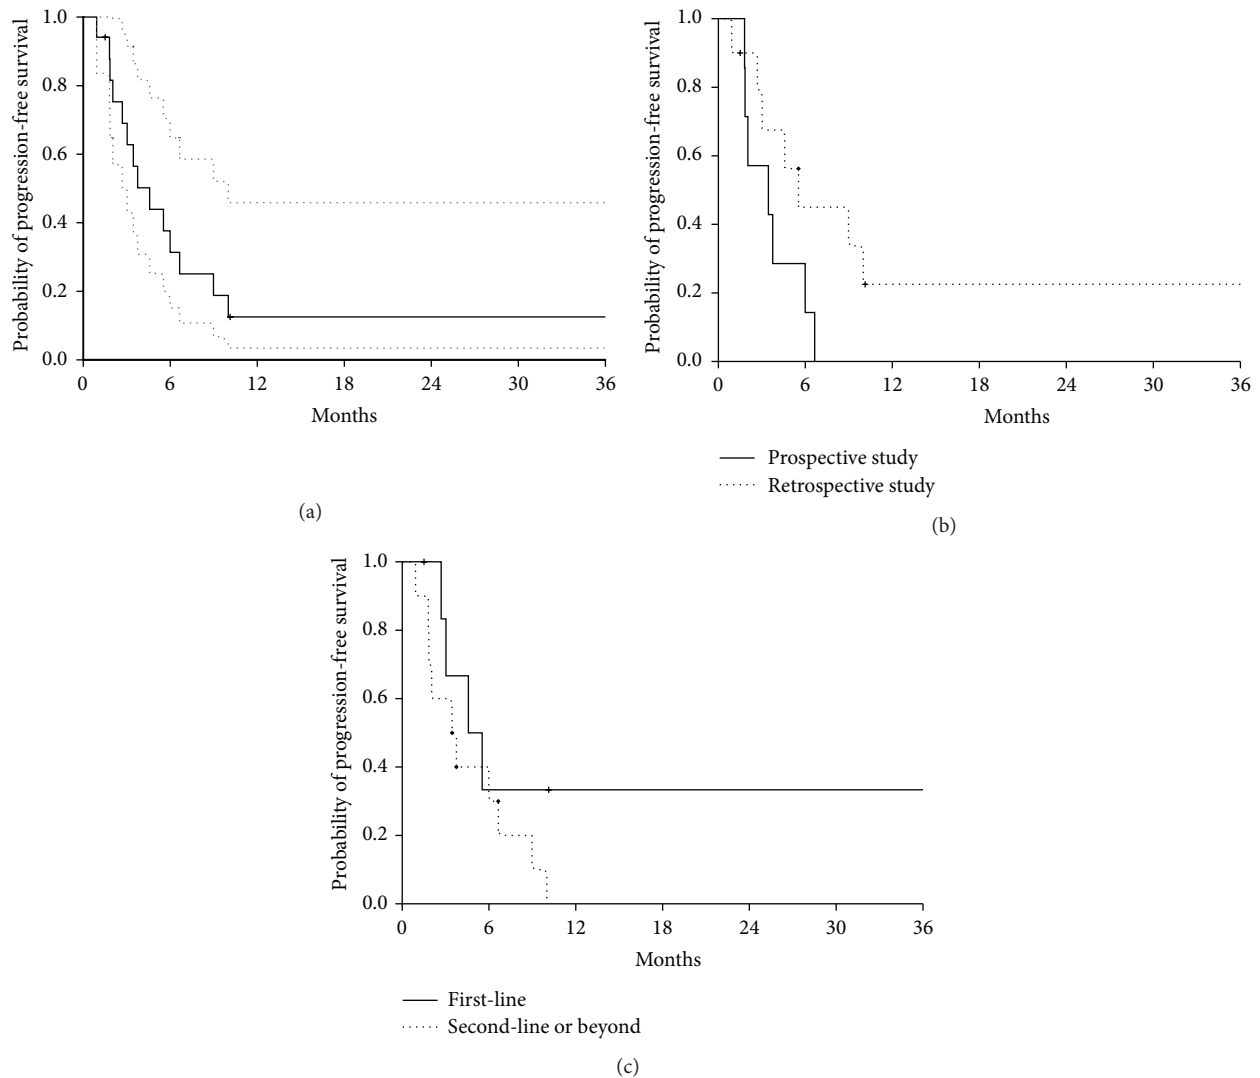 Probability of progression-free survival
1.0
0.8
0.6
0.4
0.2
0.0
0 6 12 18 24 30 36
Months
(a)
Probability of progression-free survival
1.0
0.8
0.6
0.4
0.2
0.0
0 6 12 18 24 30 36
Months
Prospective study
Retrospective study
(b)
Probability of progression-free survival
1.0
0.8
0.6
0.4
0.2
0.0
0 6 12 18 24 30 36
Months
First-line
Second-line or beyond
(c)